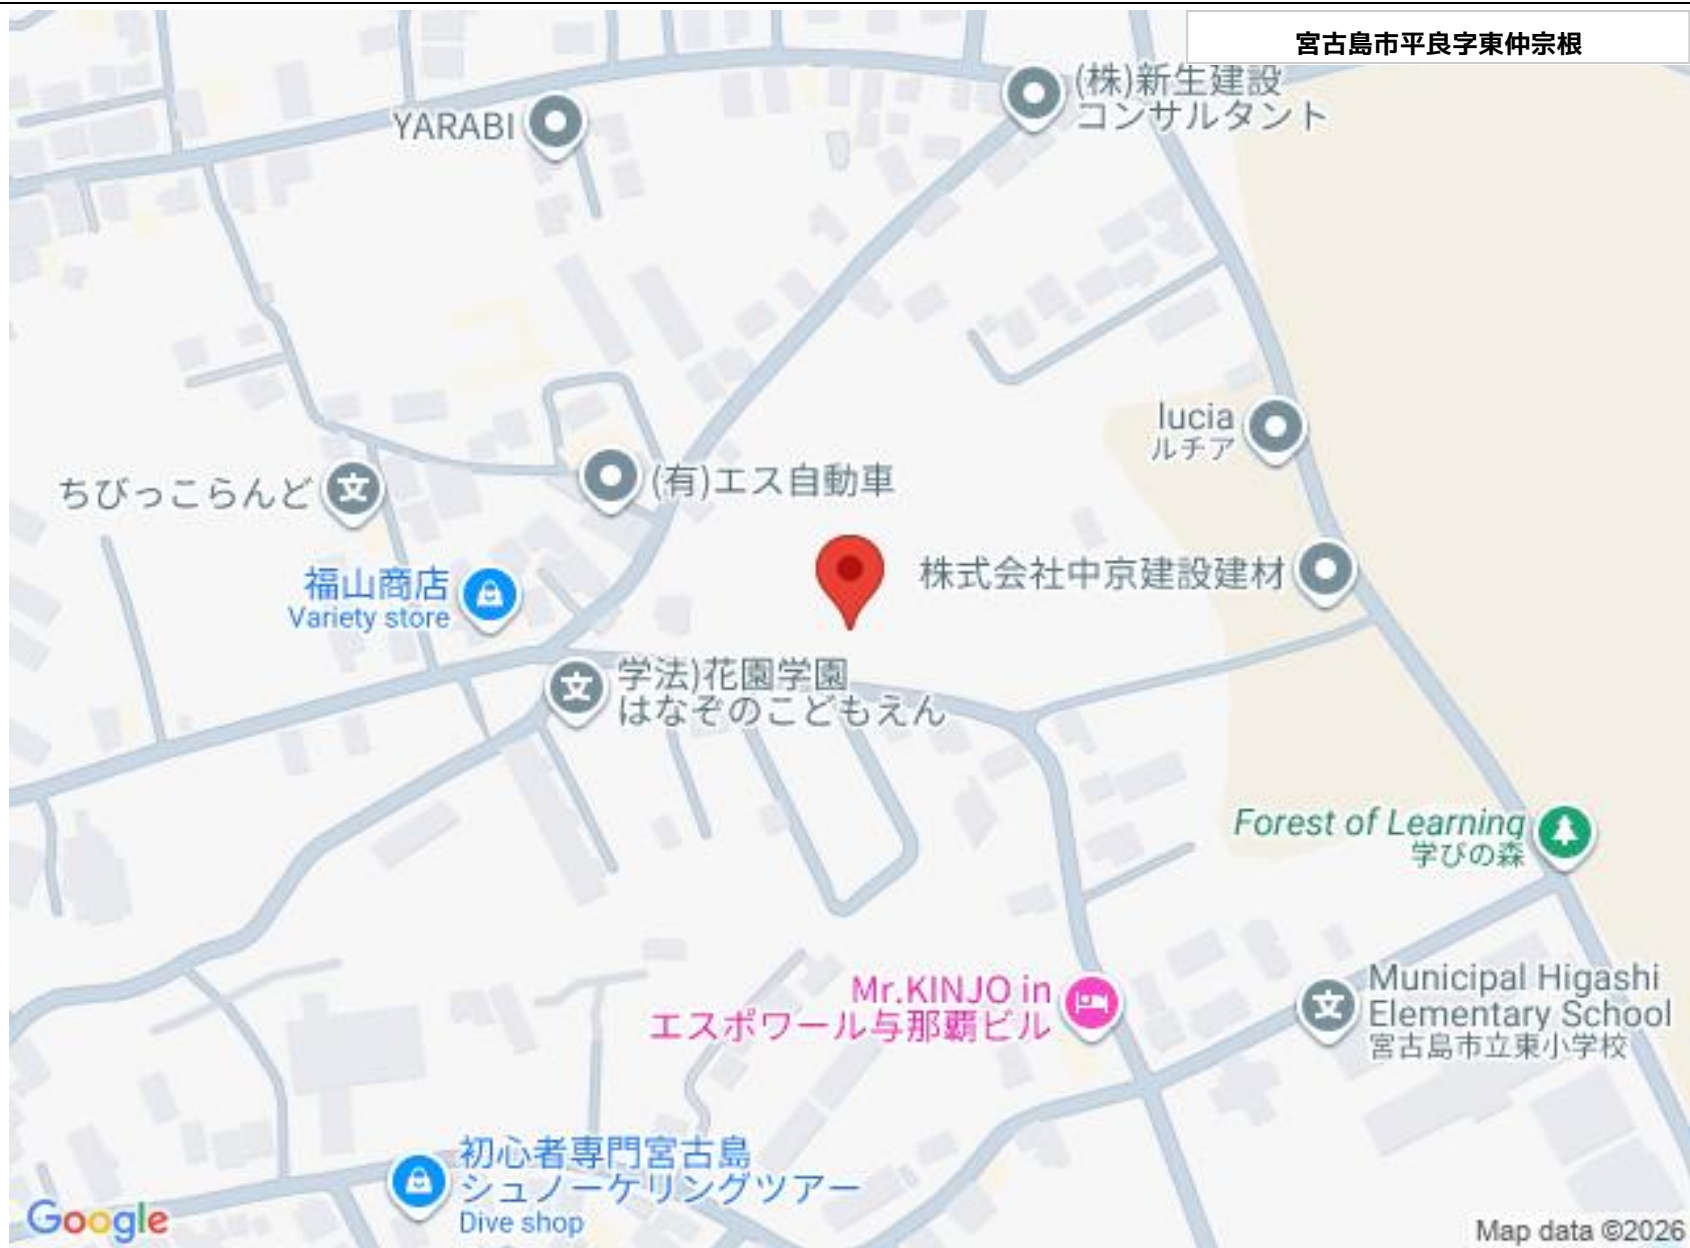 宮古島市平良字東仲宗根
(株)新生建設
コンサルタント
YARABI
lucia
ルチア
(有)エス自動車
ちびっこらんど
株式会社中京建設建材
福山商店
Variety store
学法)花園学園
はなぞのこどもえん
Forest of Learning
学びの森
Mr.KINJO in
エスポワール与那覇ビル
Municipal Higashi
Elementary School
宮古島市立東小学校
初心者専門宮古島
シュノーケリングツアー
Dive shop
Google
Map data ©2026